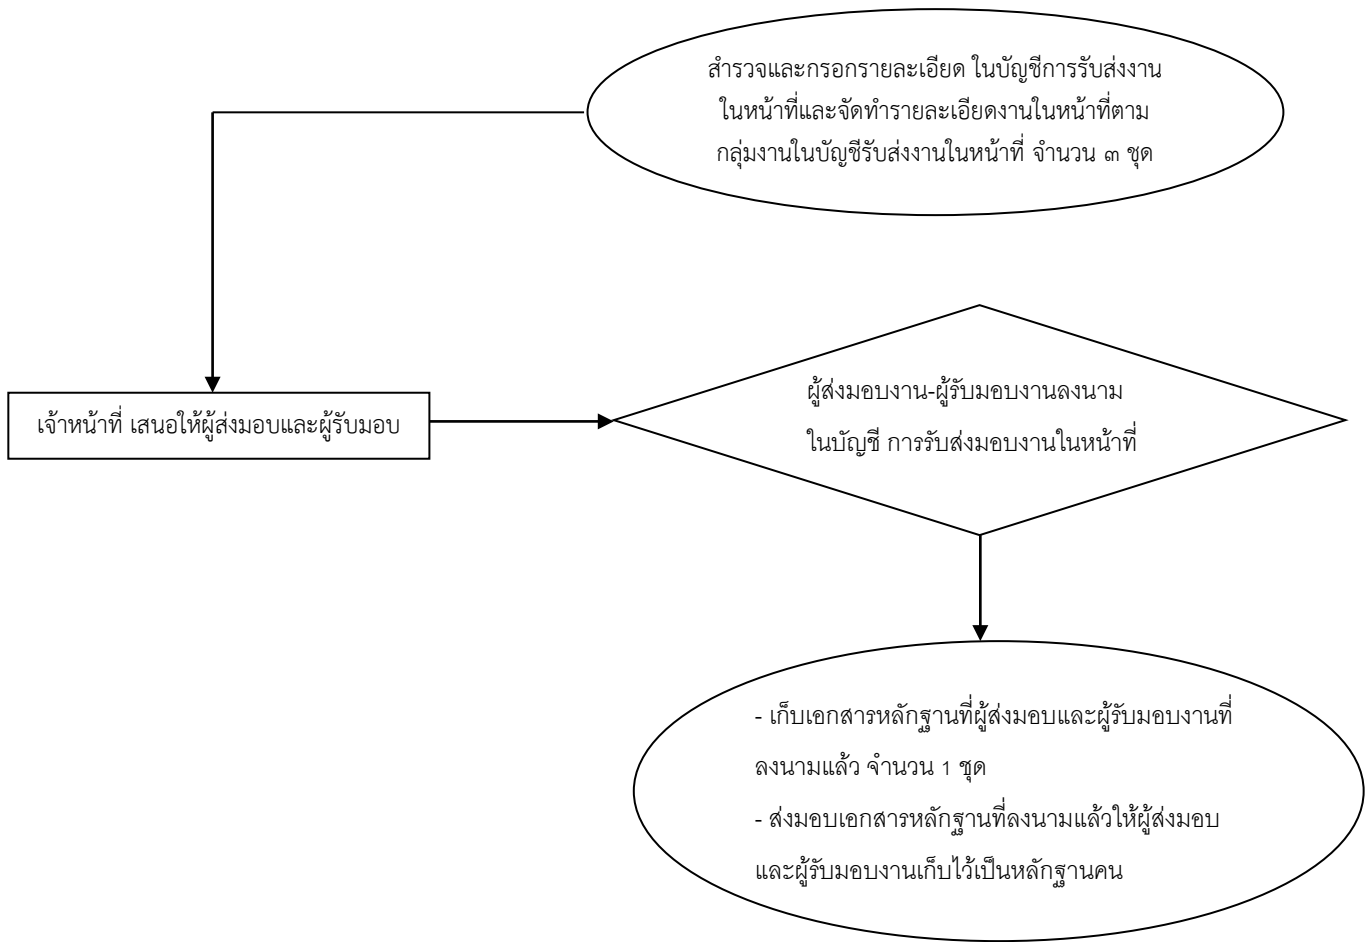 สำรวจและกรอกรายละเอียด ในบัญชีการรับส่งงาน
ในหน้าที่และจัดทำรายละเอียดงานในหน้าที่ตาม
กลุ่มงานในบัญชีรับส่งงานในหน้าที่ จำนวน ๓ ชุด
เจ้าหน้าที่ เสนอให้ผู้ส่งมอบและผู้รับมอบ
ผู้ส่งมอบงาน-ผู้รับมอบงานลงนาม
ในบัญชี การรับส่งมอบงานในหน้าที่
- เก็บเอกสารหลักฐานที่ผู้ส่งมอบและผู้รับมอบงานที่
ลงนามแล้ว จำนวน 1 ชุด
- ส่งมอบเอกสารหลักฐานที่ลงนามแล้วให้ผู้ส่งมอบ
และผู้รับมอบงานเก็บไว้เป็นหลักฐานคน